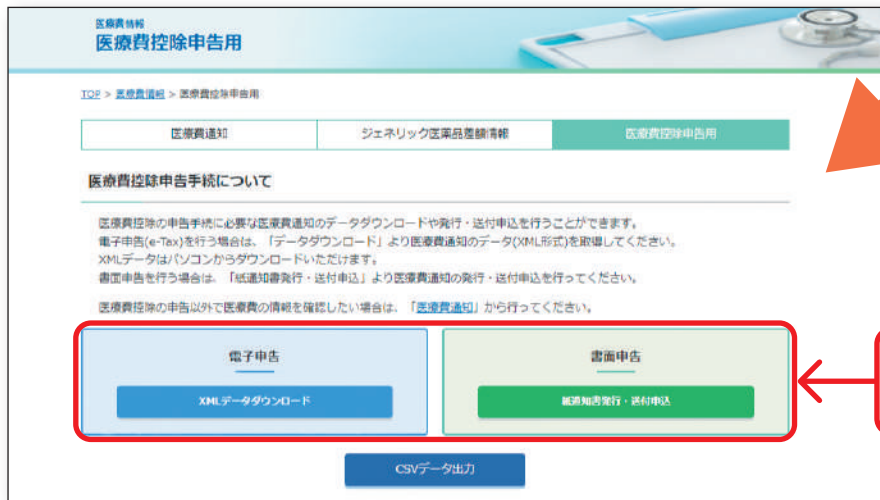 医療費情報
医療費控除申告用
TOP > 医療費情報 > 医療費控除申告用
医療費通知
ジェネリック医薬品差額情報
医療費控除申告用
医療費控除申告手続について
医療費控除の申告手続に必要な医療費通知のデータダウンロードや発行・送付申込を行うことができます。
電子申告(e-Tax)を行う場合は、「データダウンロード」より医療費通知のデータ(XML形式)を取得してください。
XMLデータはパソコンからダウンロードいただけます。
書面申告を行う場合は、「紙通知書発行・送付申込」より医療費通知の発行・送付申込を行ってください。
医療費控除の申告以外で医療費の情報を確認したい場合は、「医療費通知」から行ってください。
電子申告
書面申告
XMLデータダウンロード
紙通知書発行・送付申込
CSVデータ出力